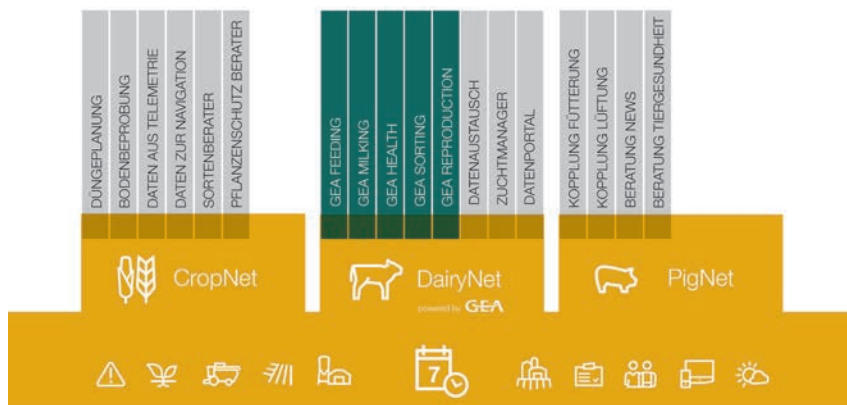 DÜNGEPLANUNG
BODENBEPROBUNG
DATEN AUS TELEMETRIE
DATEN ZUR NAVIGATION
SORTENBERATER
PFLANZENSCHUTZ BERATER
GEA FEEDING
GEA MILKING
GEA HEALTH
GEA SORTING
GEA REPRODUCTION
DATENAUSTAUSCH
ZUCHTMANAGER
DATENPORTAL
KOPPLUNG FÜTTERUNG
KOPPLUNG LÜFTUNG
BERATUNG NEWS
BERATUNG TIERGESUNDHEIT
CropNet
DairyNet
powered by GEA
PigNet
7